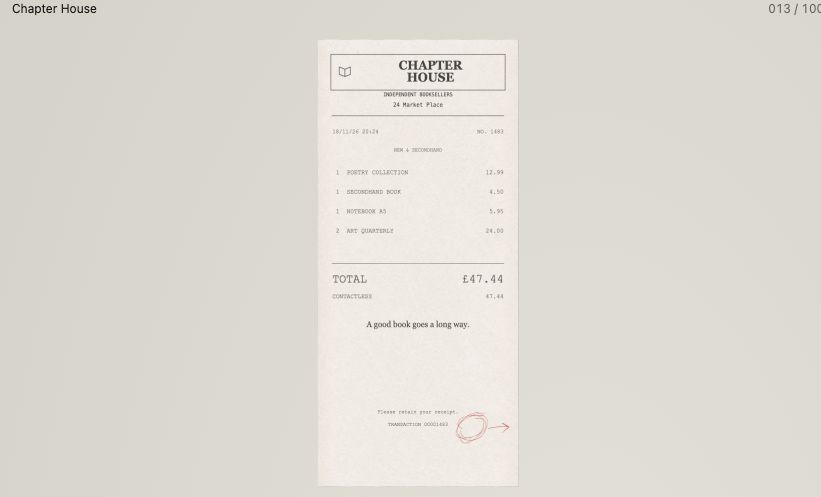 Chapter House
013 / 100
CHAPTER
HOUSE
INDEPENDENT BOOKSELLERS
24 Market Place
18/11/26 20:24 NO. 1483
NEW & SECONDHAND
1 POETRY COLLECTION 12.99
1 SECONDHAND BOOK 4.50
1 NOTEBOOK A5 5.95
2 ART QUARTERLY 24.00
TOTAL £47.44
CONTACTLESS 47.44
A good book goes a long way.
Please retain your receipt.
TRANSACTION 00001483